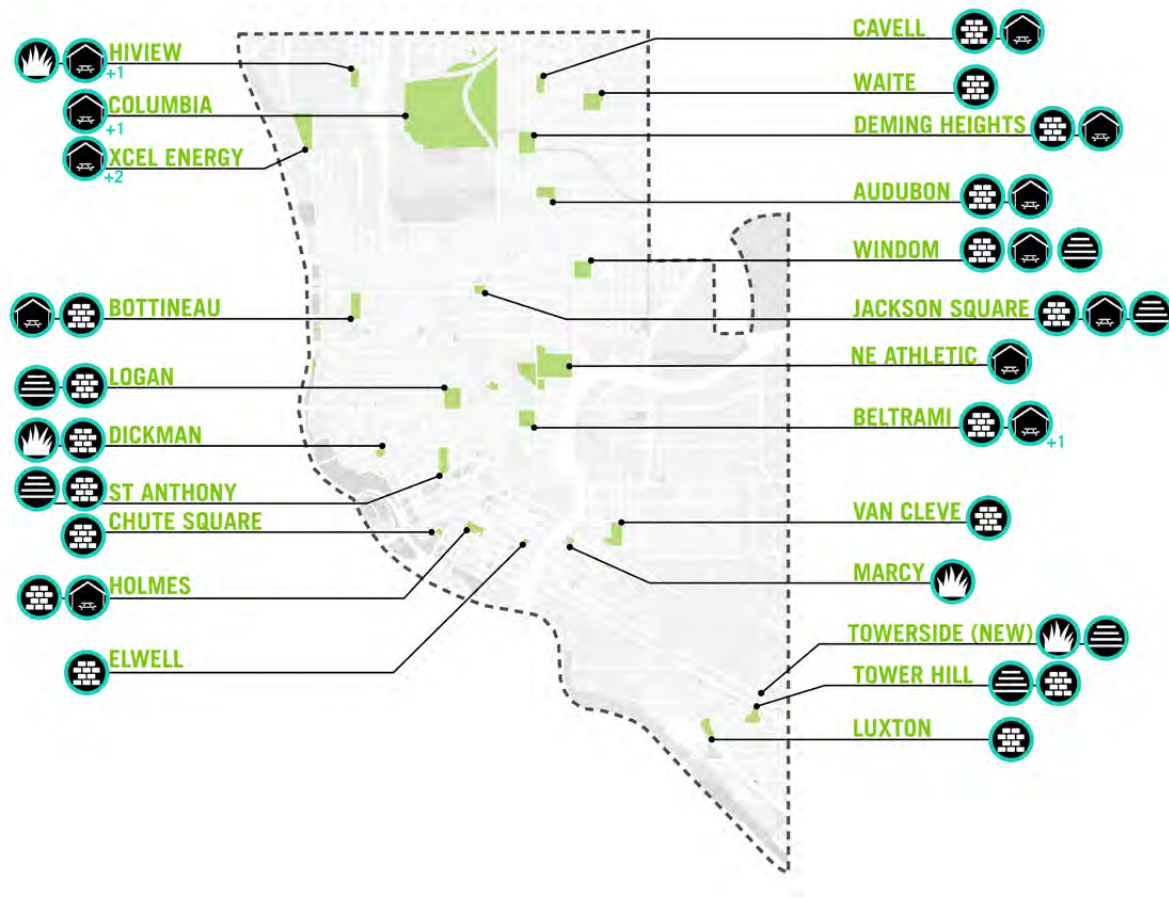 HIVIEW
+1
COLUMBIA
+1
XCEL ENERGY
+2
BOTTINEAU
LOGAN
DICKMAN
ST ANTHONY
CHUTE SQUARE
HOLMES
ELWELL
CAVELL
WAITE
DEMING HEIGHTS
AUDUBON
WINDOM
JACKSON SQUARE
NE ATHLETIC
BELTRAMI
+1
VAN CLEVE
MARCY
TOWERSIDE (NEW)
TOWER HILL
LUXTON